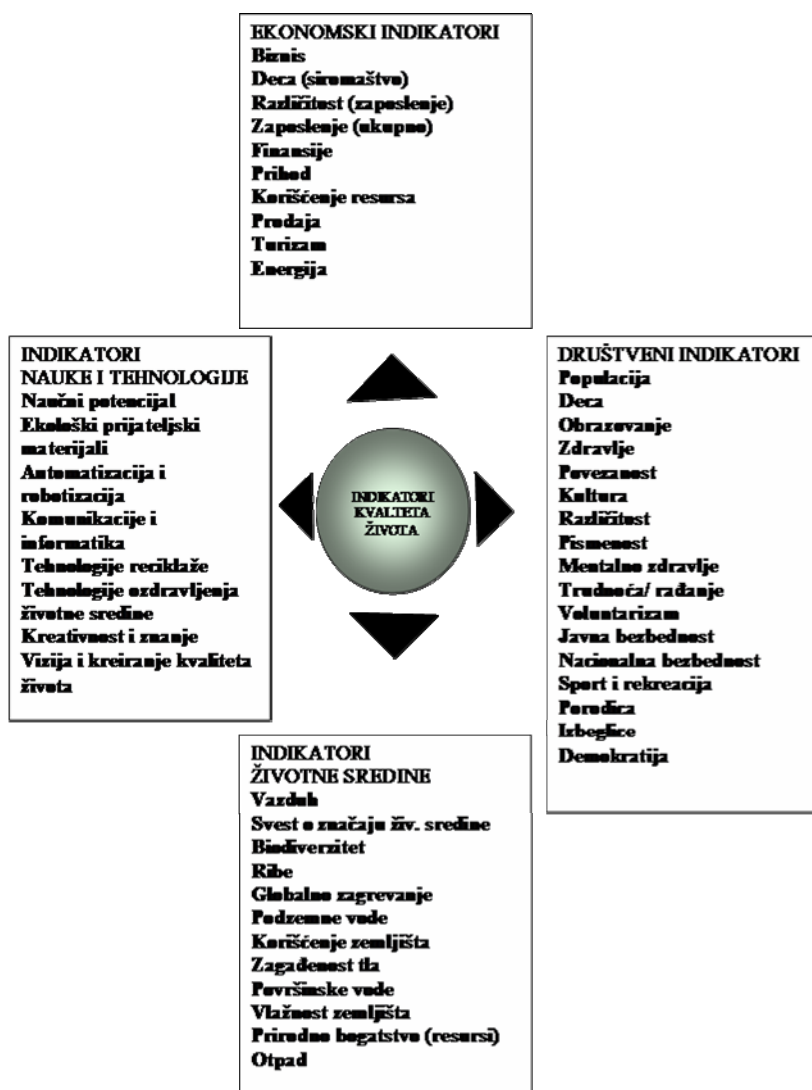 EKONOMSKI INDIKATORI
Biznis
Deca (siromaštvo)
Različitost (zaposlenje)
Zaposlenje (ukupno)
Finansije
Prihod
Korišćenje resursa
Prodaja
Turizam
Energija
INDIKATORI
NAUKE I TEHNOLOGIJE
Naučni potencijal
Ekološki prijateljski
materijali
Automatizacija i
robotizacija
Komunikacije i
informatika
Tehnologije reciklaže
Tehnologije ozdravljenja
životne sredine
Kreativnost i znanje
Vizija i kreiranje kvaliteta
života
INDIKATORI
KVALTETA
ŽIVOTA
DRUŠTVENI INDIKATORI
Populacija
Deca
Obrazovanje
Zdravlje
Povezanost
Kultura
Različitost
Pismenost
Mentalno zdravlje
Trudnoća/ rađanje
Voluntarizam
Javna bezbednost
Nacionalna bezbednost
Sport i rekreacija
Porodica
Izbeglice
Demokratija
INDIKATORI
ŽIVOTNE SREDINE
Vazduh
Svest o značaju živ. sredine
Biodiverzitet
Ribe
Globalno zagrevanje
Podzemne vode
Korišćenje zemljišta
Zagađenost tla
Površinske vode
Vlažnost zemljišta
Prirodno bogatstvo (resursi)
Otpad